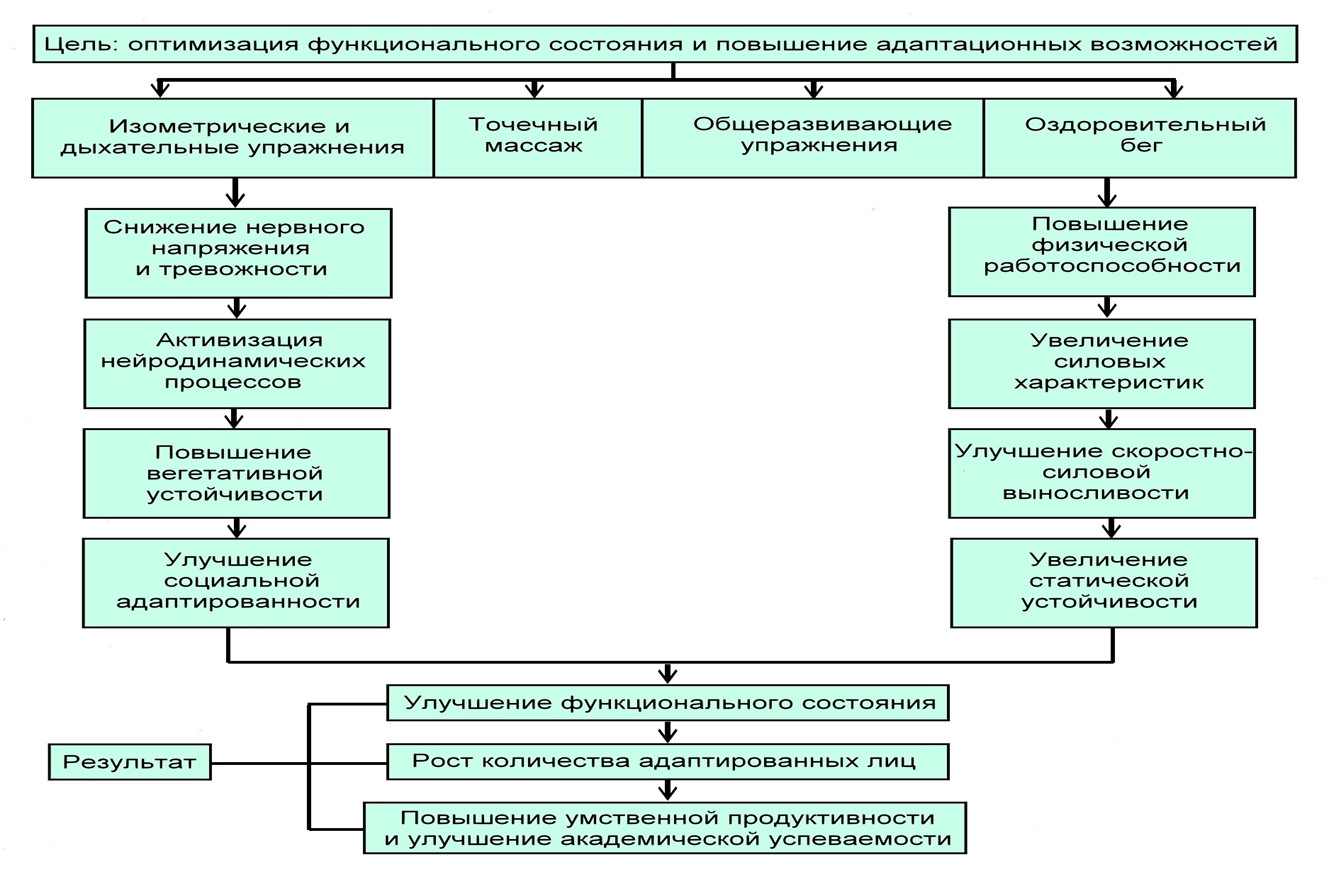 Цель: оптимизация функционального состояния и повышение адаптационных возможностей
Изометрические и
дыхательные упражнения
Точечный
массаж
Общеразвивающие
упражнения
Оздоровительный
бег
Снижение нервного
напряжения
и тревожности
Активизация
нейродинамических
процессов
Повышение
вегетативной
устойчивости
Улучшение
социальной
адаптированности
Повышение
физической
работоспособности
Увеличение
силовых
характеристик
Улучшение скоростно-
силовой
выносливости
Увеличение
статической
устойчивости
Улучшение функционального состояния
Результат
Рост количества адаптированных лиц
Повышение умственной продуктивности
и улучшение академической успеваемости